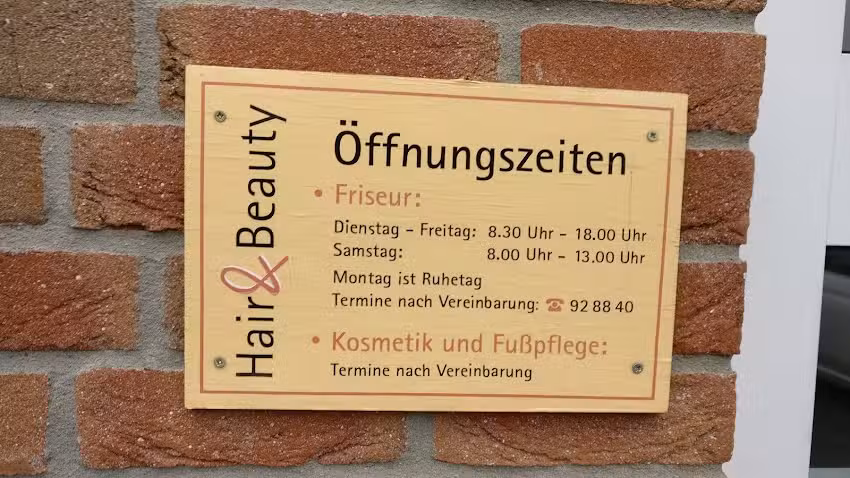 Hair & Beauty
Öffnungszeiten
• Friseur:
Dienstag - Freitag: 8.30 Uhr - 18.00 Uhr
Samstag: 8.00 Uhr - 13.00 Uhr
Montag ist Ruhetag
Termine nach Vereinbarung: ☎ 92 88 40
• Kosmetik und Fußpflege:
Termine nach Vereinbarung